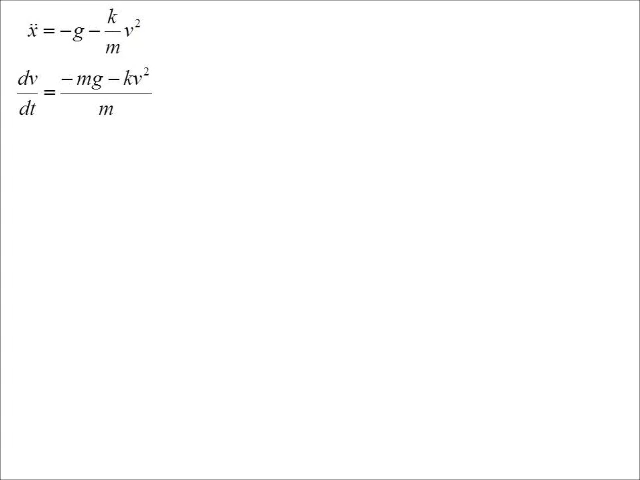 ẍ = −g − k/m v²
dv/dt = (−mg − kv²)/m